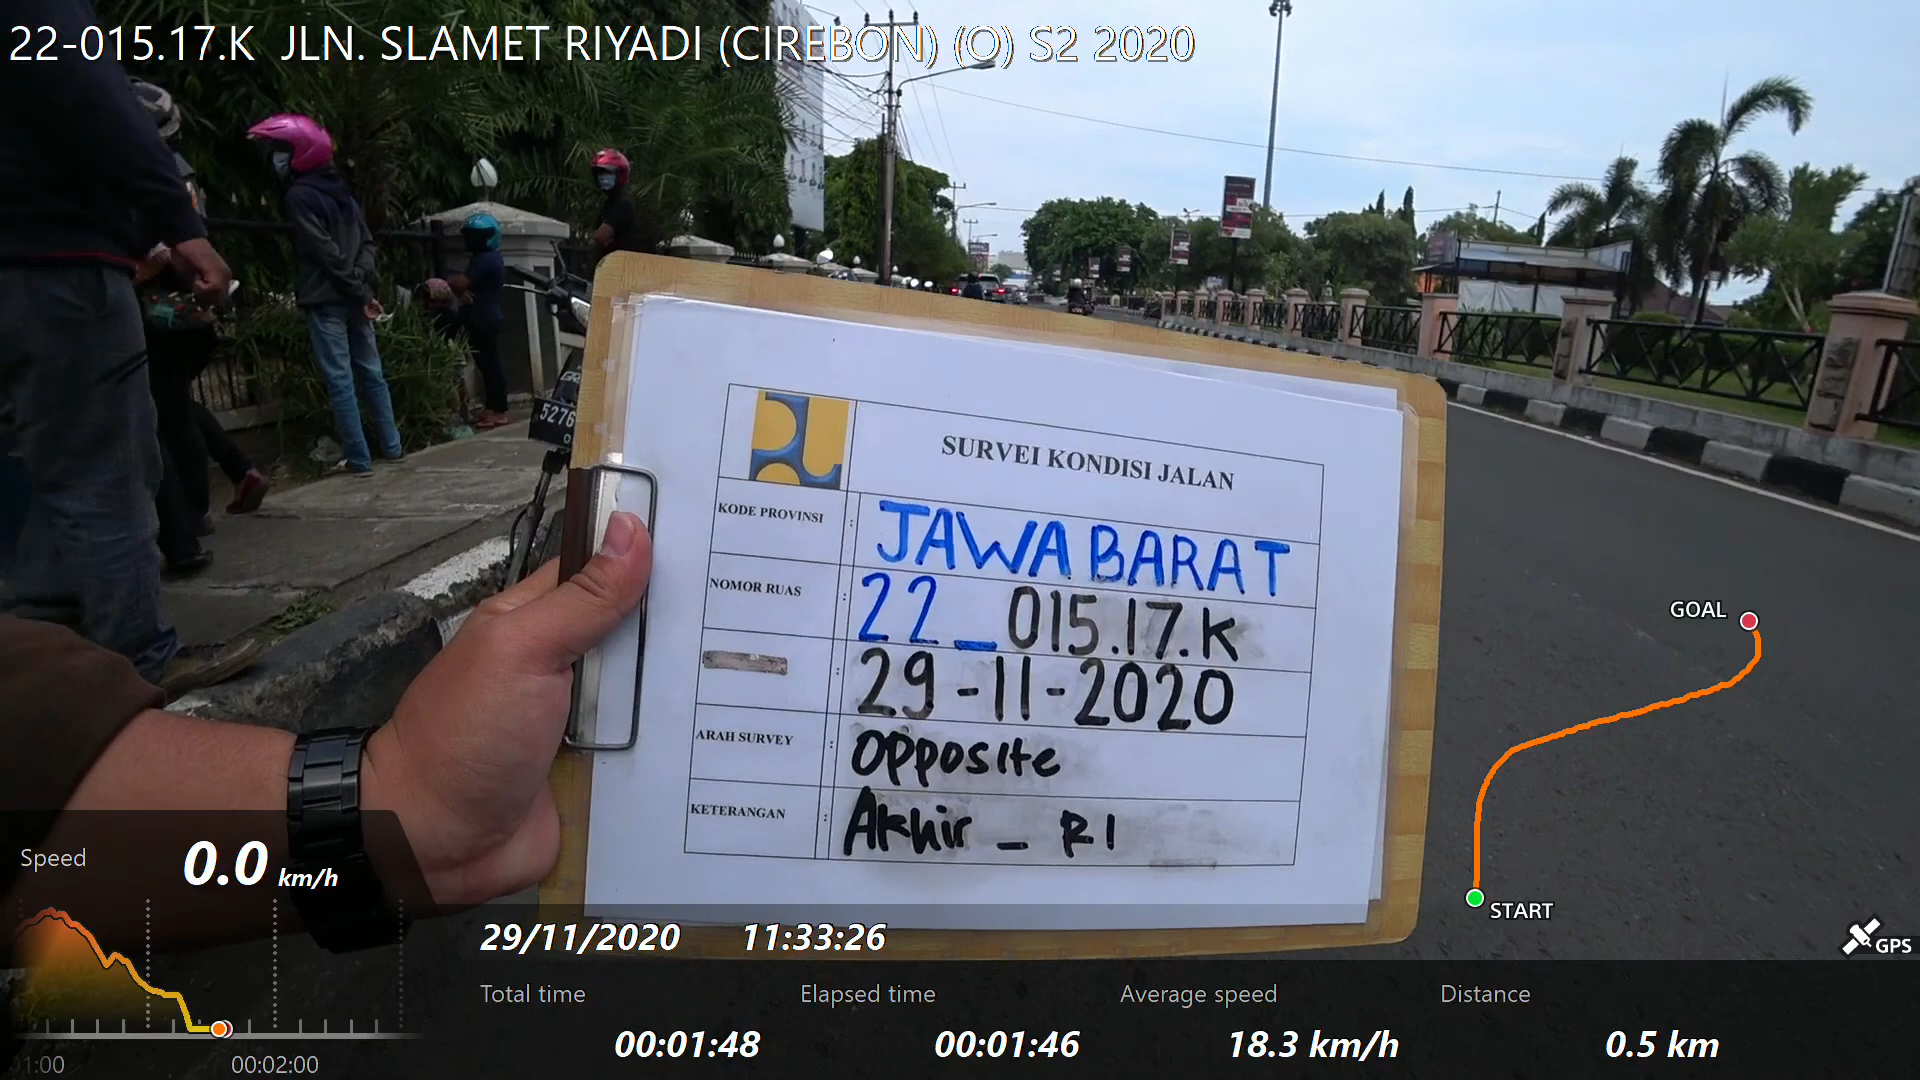 22-015.17.K JLN. SLAMET RIYADI (CIREBON) (O) S2 2020
5276
SURVEI KONDISI JALAN
KODE PROVINSI : JAWA BARAT
NOMOR RUAS : 22_015.17.K
: 29-11-2020
ARAH SURVEY : Opposite
KETERANGAN : Akhir _ R1
GOAL
START
GPS
Speed 0.0 km/h
00:02:00
29/11/2020 11:33:26
Total time Elapsed time Average speed Distance
00:01:48 00:01:46 18.3 km/h 0.5 km